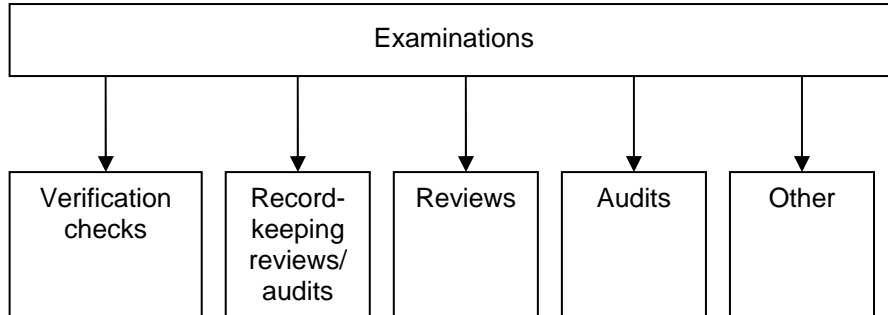 Examinations
Verification
checks
Record-
keeping
reviews/
audits
Reviews
Audits
Other